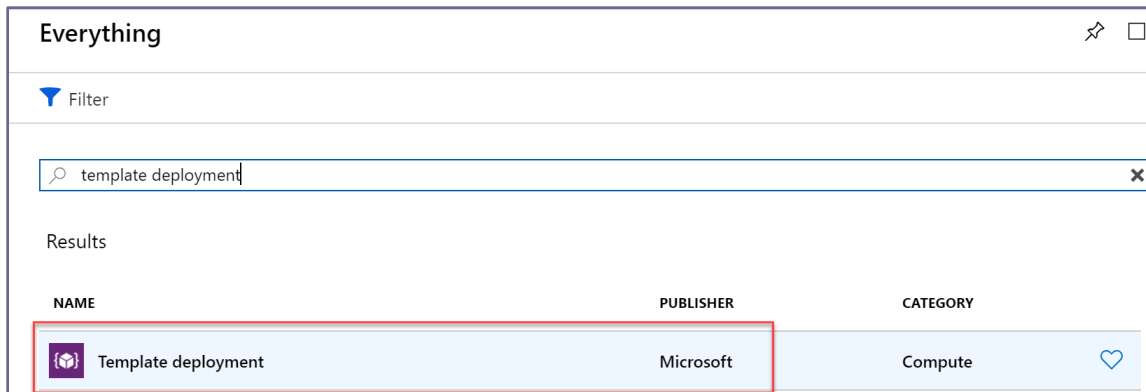 Everything
Filter
template deployment
Results
NAME PUBLISHER CATEGORY
Template deployment Microsoft Compute